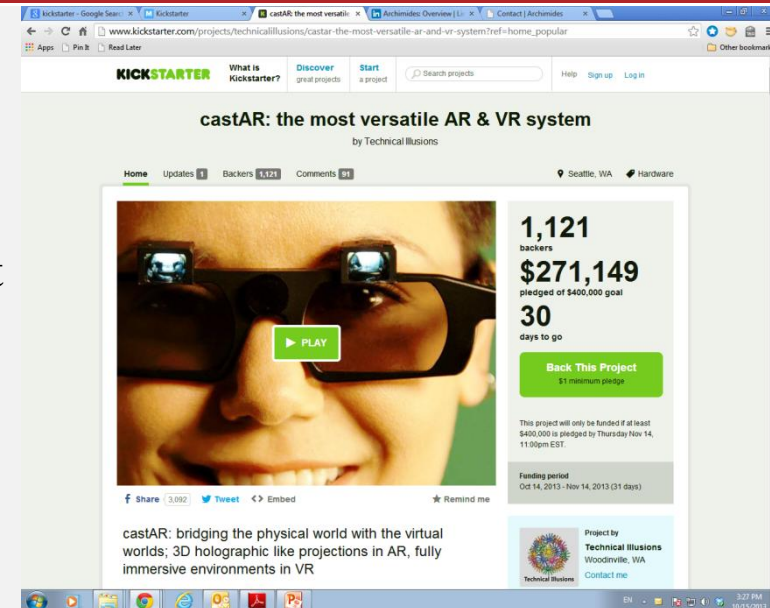 kickstarter - Google Searc
Kickstarter
castAR: the most versatile
Archimides: Overview | Li
Contact | Archimides
www.kickstarter.com/projects/technicalillusions/castar-the-most-versatile-ar-and-vr-system?ref=home_popular
Apps Pin It Read Later Other bookmark
KICKSTARTER
What is Kickstarter?
Discover great projects
Start a project
Search projects
Help Sign up Log in
castAR: the most versatile AR & VR system
by Technical Illusions
Home Updates 1 Backers 1,121 Comments 91 Seattle, WA Hardware
PLAY
1,121
backers
$271,149
pledged of $400,000 goal
30
days to go
Back This Project
$1 minimum pledge
This project will only be funded if at least
$400,000 is pledged by Thursday Nov 14,
11:00pm EST.
Funding period
Oct 14, 2013 - Nov 14, 2013 (31 days)
Share 3,092 Tweet <> Embed Remind me
castAR: bridging the physical world with the virtual
worlds; 3D holographic like projections in AR, fully
immersive environments in VR
Technical Illusions
Project by
Technical Illusions
Woodinville, WA
Contact me
EN
3:27 PM
10/15/2013
t